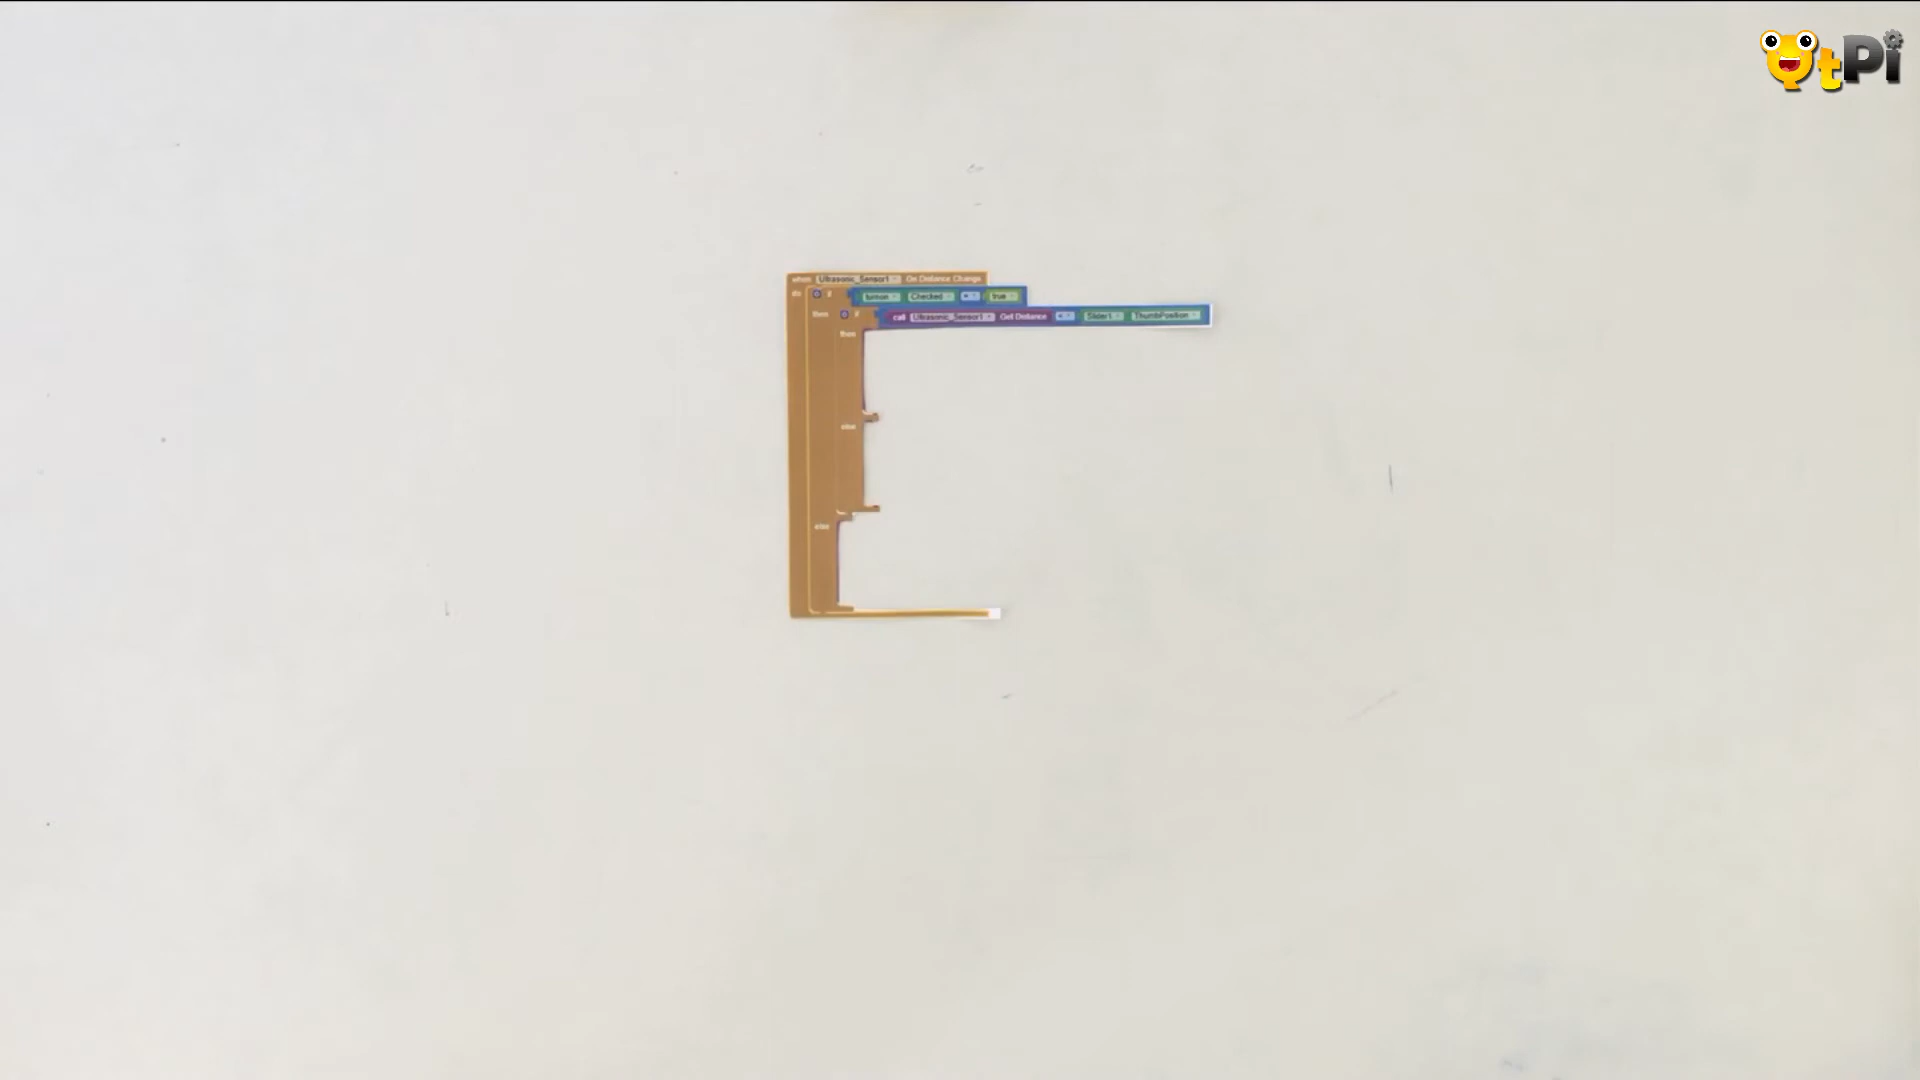 QtPi
when Ultrasonic_Sensor1 On Distance Change
do if turnon Checked = true
then if call Ultrasonic_Sensor1 Get Distance < Slider1 ThumbPosition
then
else
else